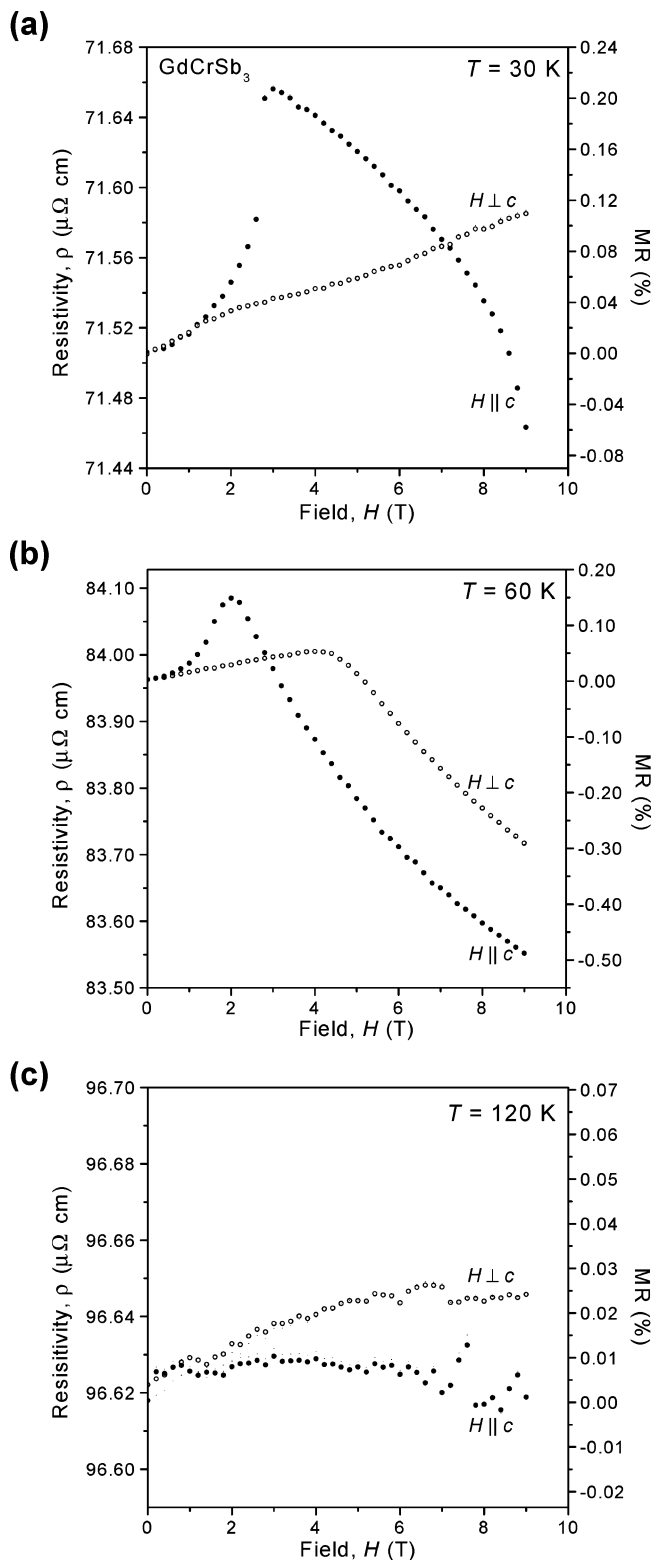 (a)
GdCrSb3
T = 30 K
Resistivity, ρ (μΩ cm)
71.68
71.64
71.60
71.56
71.52
71.48
71.44
0.24
0.20
0.16
0.12
0.08
0.04
0.00
-0.04
-0.08
MR (%)
H ⊥ c
H || c
0 2 4 6 8 10
Field, H (T)
(b)
T = 60 K
Resistivity, ρ (μΩ cm)
84.10
84.00
83.90
83.80
83.70
83.60
83.50
0.20
0.10
0.00
-0.10
-0.20
-0.30
-0.40
-0.50
MR (%)
H ⊥ c
H || c
0 2 4 6 8 10
Field, H (T)
(c)
T = 120 K
Resisitivity, ρ (μΩ cm)
96.70
96.68
96.66
96.64
96.62
96.60
0.07
0.06
0.05
0.04
0.03
0.02
0.01
0.00
-0.01
-0.02
MR (%)
H ⊥ c
H || c
0 2 4 6 8 10
Field, H (T)